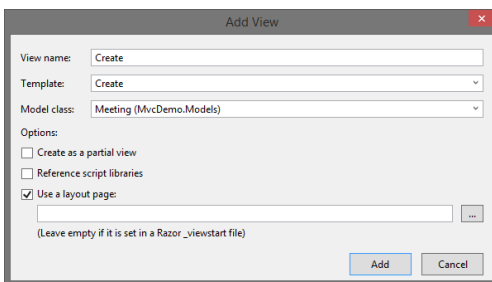 Add View
View name: Create
Template: Create
Model class: Meeting (MvcDemo.Models)
Options:
Create as a partial view
Reference script libraries
Use a layout page:
...
(Leave empty if it is set in a Razor _viewstart file)
Add Cancel